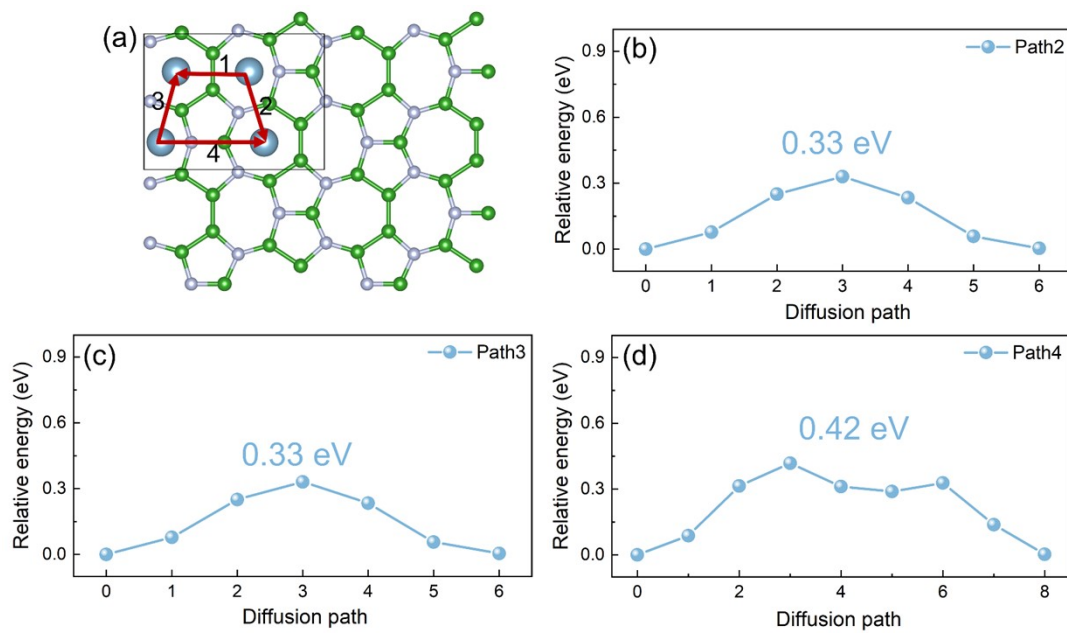 (a)
1
2
3
4
(b)
Path2
0.33 eV
Relative energy (eV)
0.9
0.6
0.3
0.0
0 1 2 3 4 5 6
Diffusion path
(c)
Path3
0.33 eV
Relative energy (eV)
0.9
0.6
0.3
0.0
0 1 2 3 4 5 6
Diffusion path
(d)
Path4
0.42 eV
Relative energy (eV)
0.9
0.6
0.3
0.0
0 2 4 6 8
Diffusion path